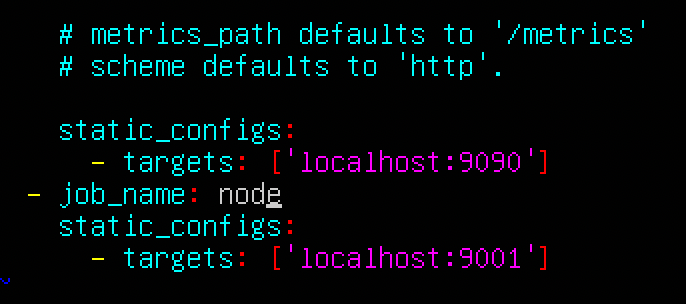 # metrics_path defaults to '/metrics'
# scheme defaults to 'http'.
static_configs:
- targets: ['localhost:9090']
- job_name: node
static_configs:
- targets: ['localhost:9001']
~